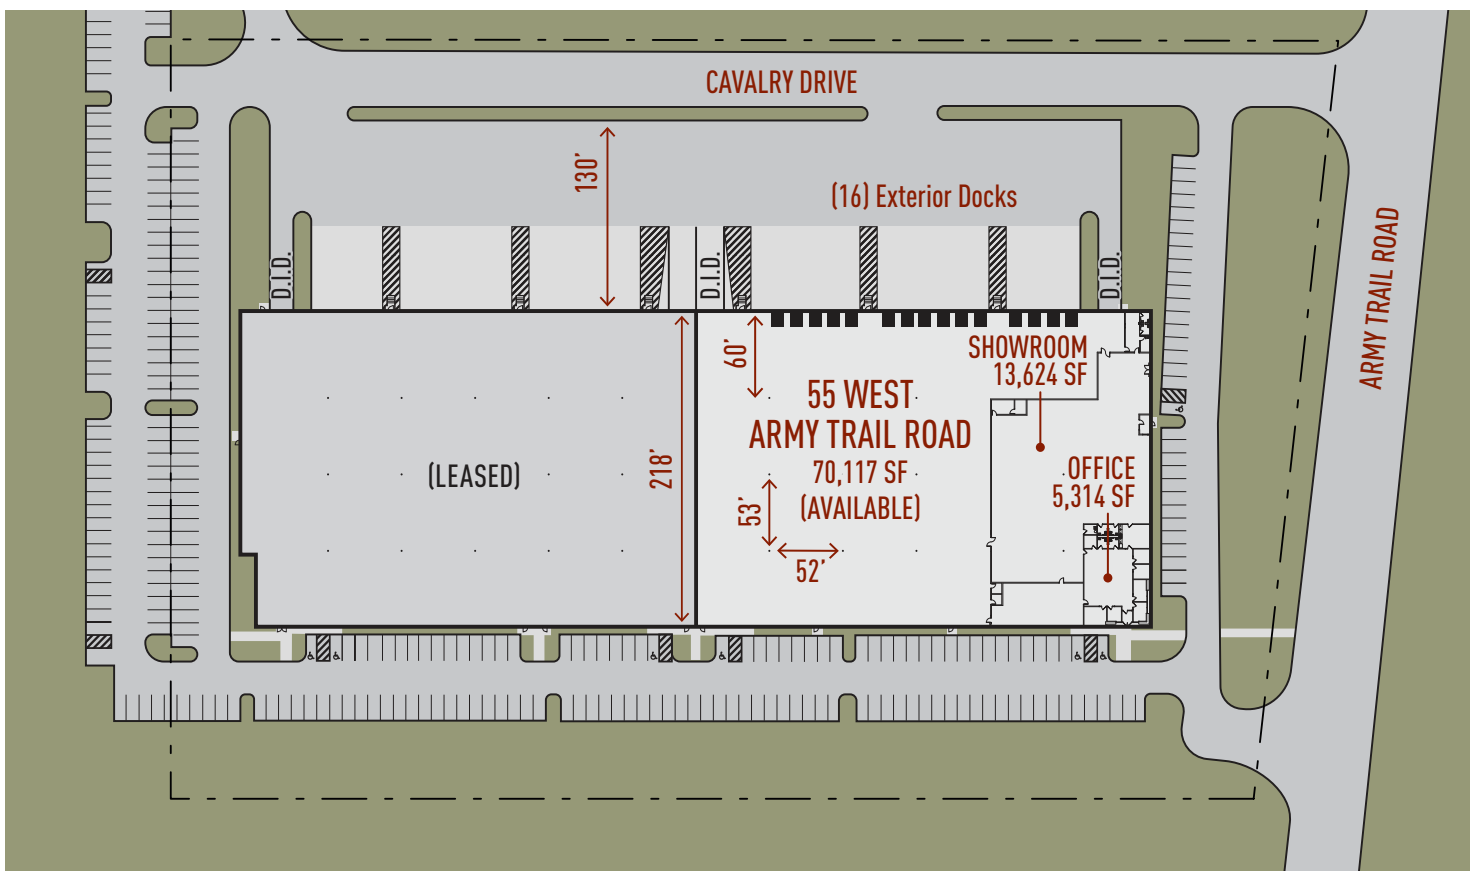 CAVALRY DRIVE
130’
(16) Exterior Docks
ARMY TRAIL ROAD
D.I.D.
D.I.D.
D.I.D.
60’
SHOWROOM
13,624 SF
55 WEST
ARMY TRAIL ROAD
70,117 SF
(AVAILABLE)
(LEASED)
218’
OFFICE
5,314 SF
53’
52’